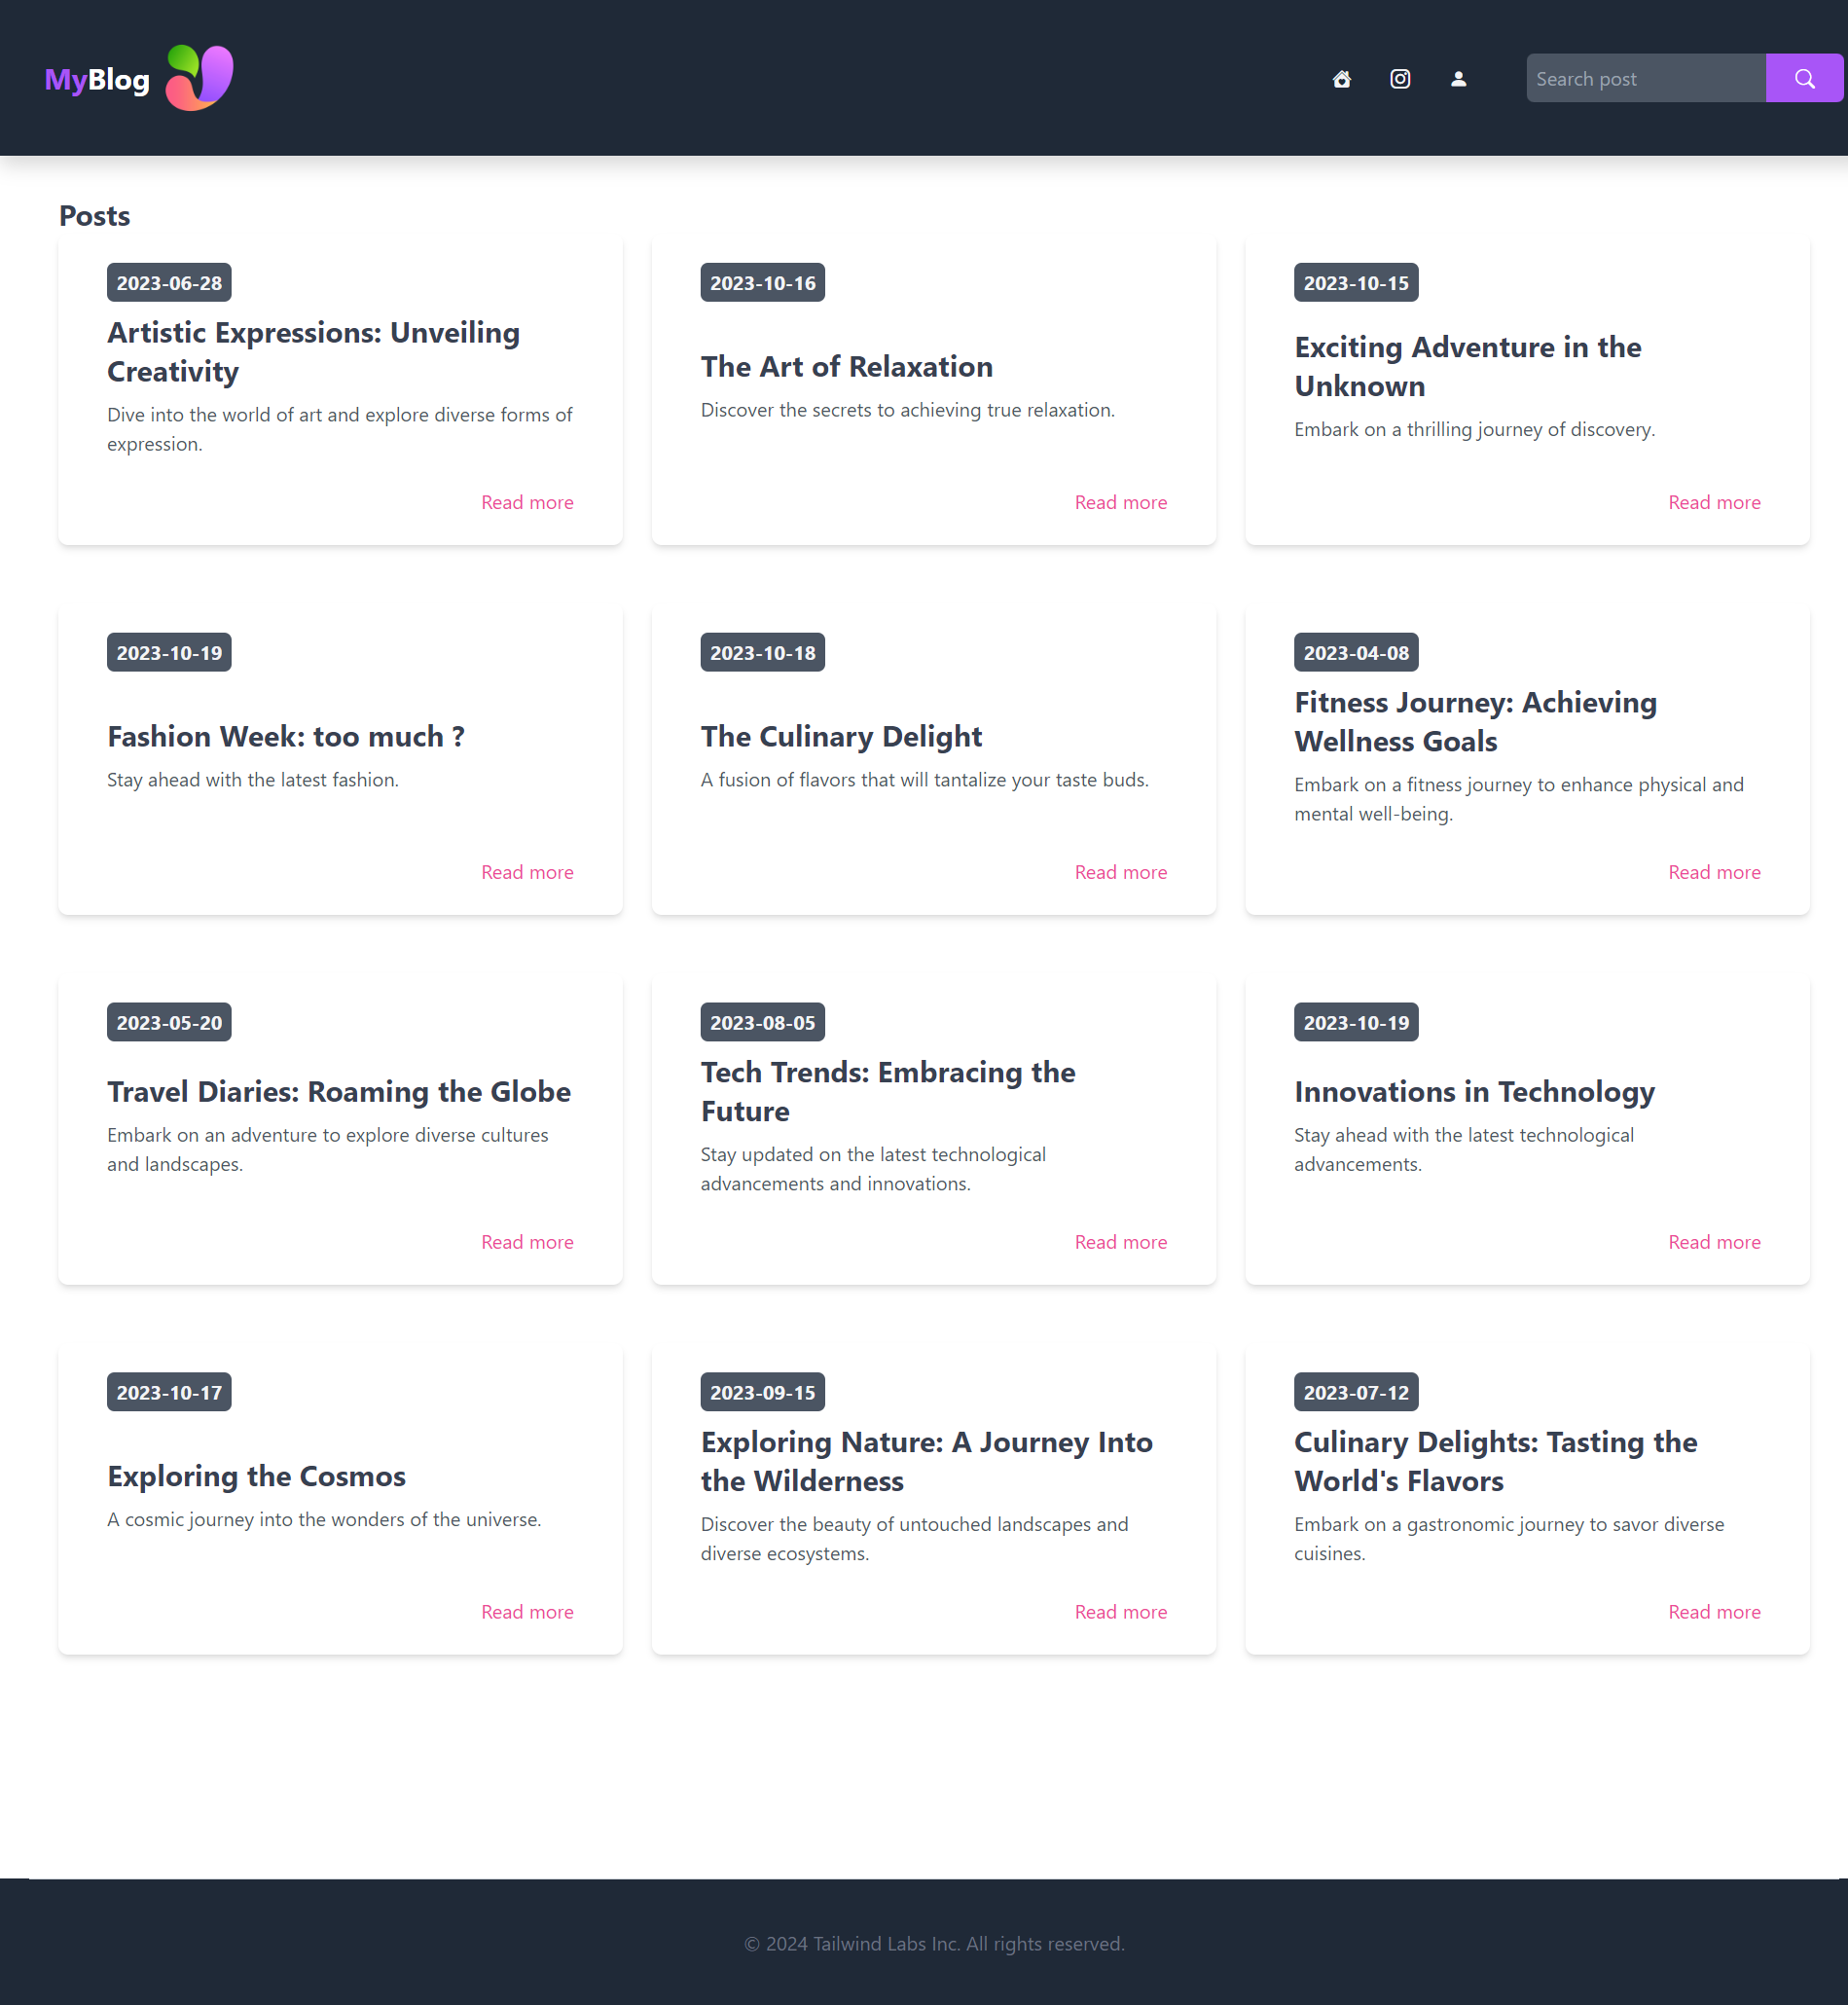 MyBlog
Search post
Posts
2023-06-28
Artistic Expressions: Unveiling
Creativity
Dive into the world of art and explore diverse forms of
expression.
Read more
2023-10-16
The Art of Relaxation
Discover the secrets to achieving true relaxation.
Read more
2023-10-15
Exciting Adventure in the
Unknown
Embark on a thrilling journey of discovery.
Read more
2023-10-19
Fashion Week: too much ?
Stay ahead with the latest fashion.
Read more
2023-10-18
The Culinary Delight
A fusion of flavors that will tantalize your taste buds.
Read more
2023-04-08
Fitness Journey: Achieving
Wellness Goals
Embark on a fitness journey to enhance physical and
mental well-being.
Read more
2023-05-20
Travel Diaries: Roaming the Globe
Embark on an adventure to explore diverse cultures
and landscapes.
Read more
2023-08-05
Tech Trends: Embracing the
Future
Stay updated on the latest technological
advancements and innovations.
Read more
2023-10-19
Innovations in Technology
Stay ahead with the latest technological
advancements.
Read more
2023-10-17
Exploring the Cosmos
A cosmic journey into the wonders of the universe.
Read more
2023-09-15
Exploring Nature: A Journey Into
the Wilderness
Discover the beauty of untouched landscapes and
diverse ecosystems.
Read more
2023-07-12
Culinary Delights: Tasting the
World's Flavors
Embark on a gastronomic journey to savor diverse
cuisines.
Read more
© 2024 Tailwind Labs Inc. All rights reserved.